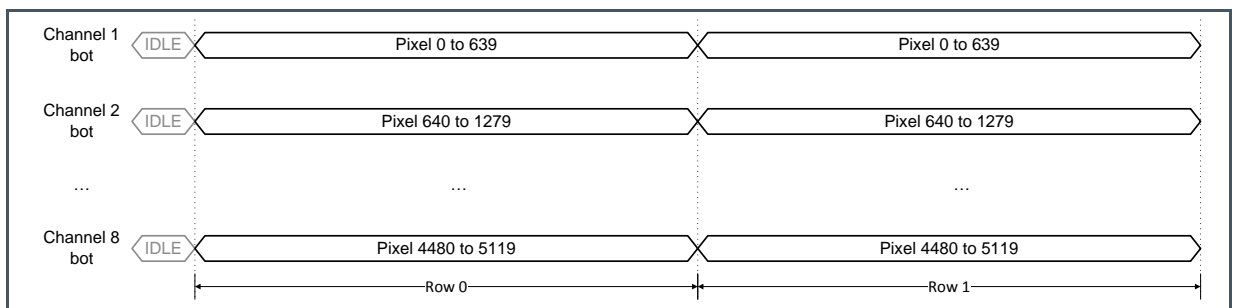 Channel 1
bot
IDLE
Pixel 0 to 639
Pixel 0 to 639
Channel 2
bot
IDLE
Pixel 640 to 1279
Pixel 640 to 1279
...
...
...
Channel 8
bot
IDLE
Pixel 4480 to 5119
Pixel 4480 to 5119
Row 0
Row 1